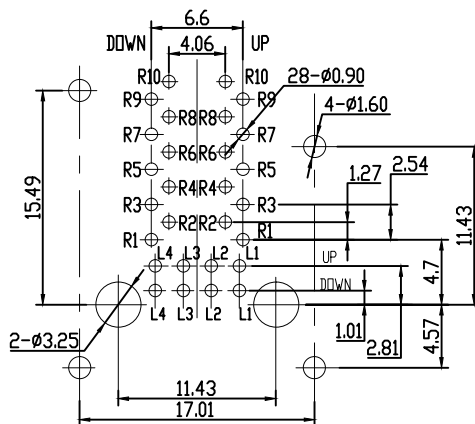 6.6
DOWN 4.06 UP
R10 R10
R9 R9
28-Ø0.90
R8 R8
4-Ø1.60
R7 R7
R6 R6
R5 R5
1.27 2.54
R4 R4
R3 R3
15.49
11.43
R2 R2
R1 R1
L4 L3 L2 L1
UP
4.7
DOWN
L4 L3 L2 L1
1.01
2.81
4.57
2-Ø3.25
11.43
17.01